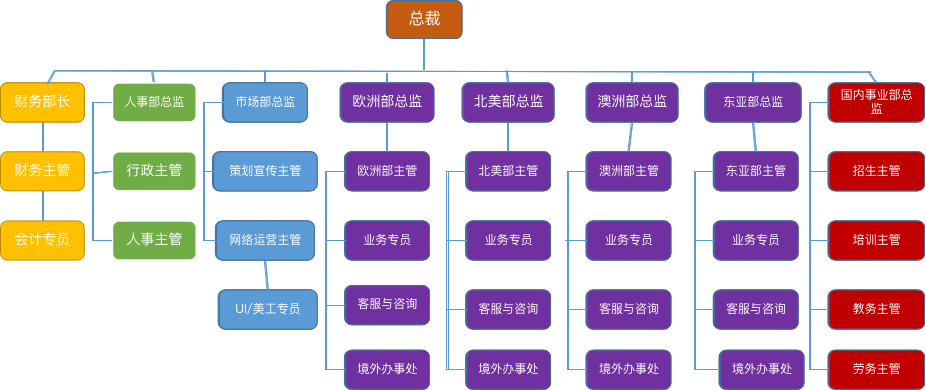 总裁
财务部长
人事部总监
市场部总监
欧洲部总监
北美部总监
澳洲部总监
东亚部总监
国内事业部总
监
财务主管
行政主管
策划宣传主管
欧洲部主管
北美部主管
澳洲部主管
东亚部主管
招生主管
会计专员
人事主管
网络运营主管
业务专员
业务专员
业务专员
业务专员
培训主管
UI/美工专员
客服与咨询
客服与咨询
客服与咨询
客服与咨询
教务主管
境外办事处
境外办事处
境外办事处
境外办事处
劳务主管